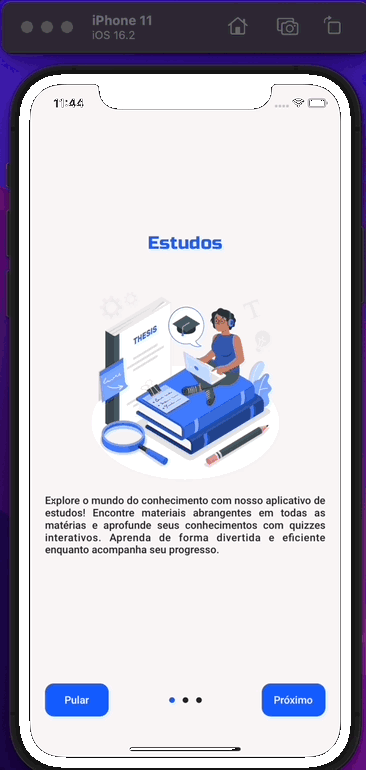 iPhone 11
iOS 16.2
11:44
Estudos
THESIS
Explore o mundo do conhecimento com nosso aplicativo de
estudos! Encontre materiais abrangentes em todas as
matérias e aprofunde seus conhecimentos com quizzes
interativos. Aprenda de forma divertida e eficiente
enquanto acompanha seu progresso.
Pular
Próximo